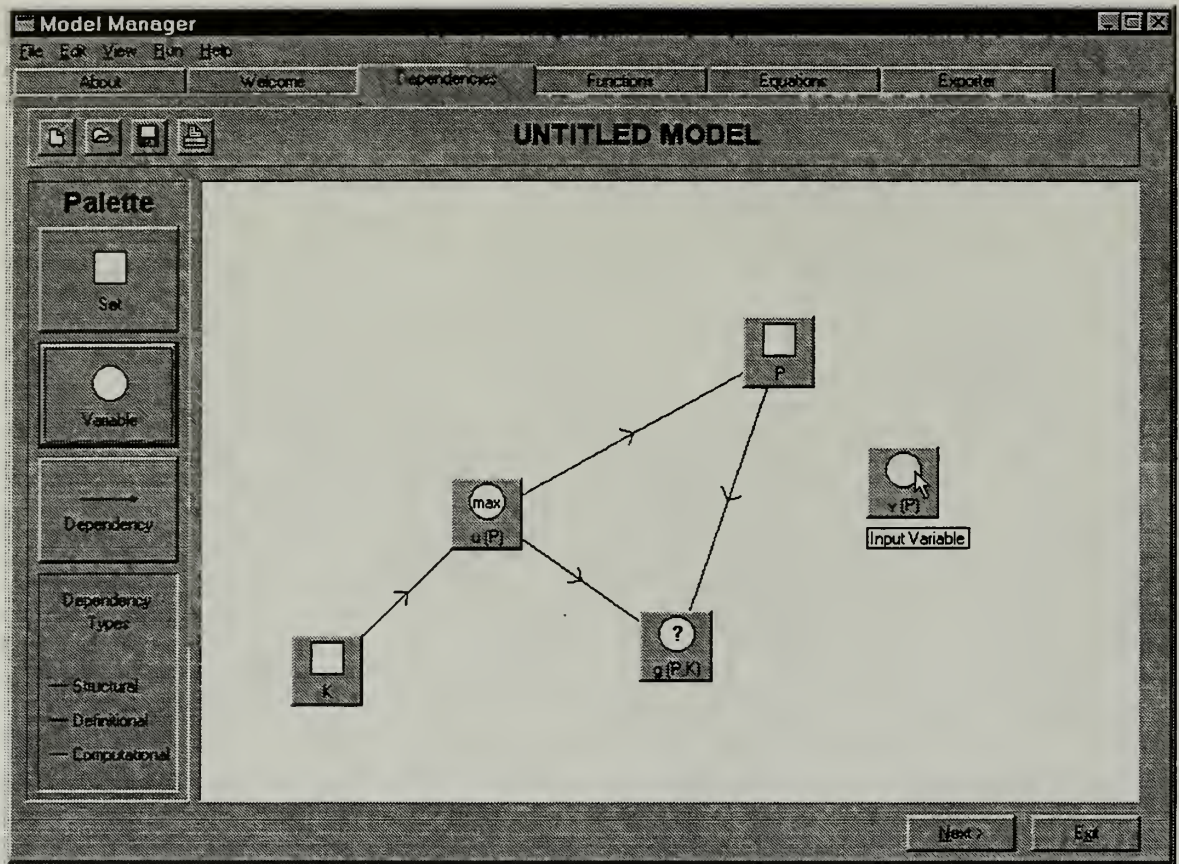 Model Manager
File Edit View Run Help
About Welcome Dependencies Functions Equations Exporter
UNTITLED MODEL
Palette
Set
Variable
Dependency
Dependency
Types
Structural
Definitional
Computational
P
max
u {P}
v {P}
Input Variable
?
g {P,K}
K
Next >
Exit